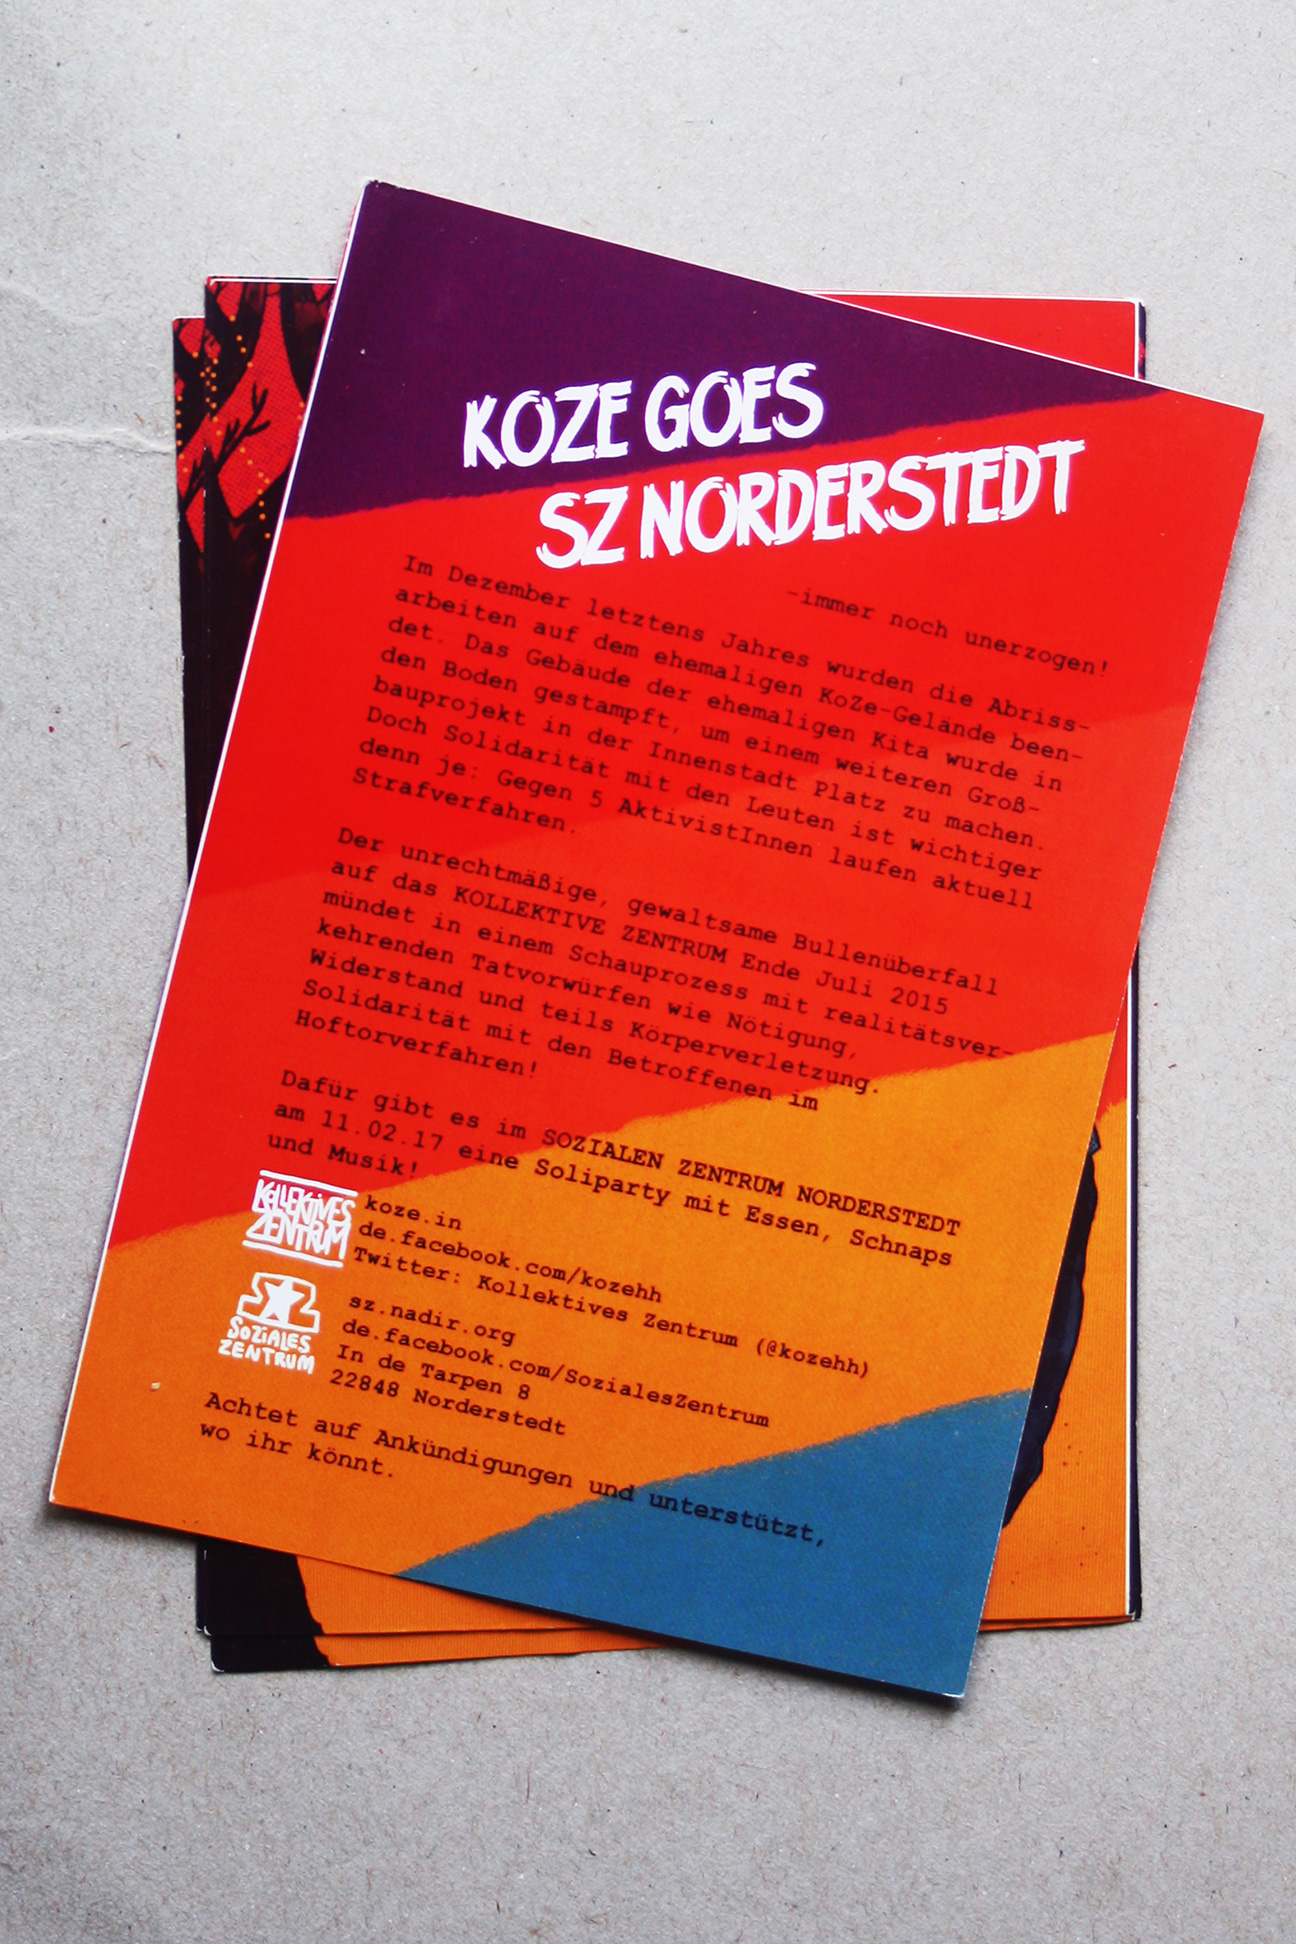 KOZE GOES
SZ NORDERSTEDT
-immer noch unerzogen!
Im Dezember letztens Jahres wurden die Abriss-
arbeiten auf dem ehemaligen KoZe-Gelände been-
det. Das Gebäude der ehemaligen Kita wurde in
den Boden gestampft, um einem weiteren Groß-
bauprojekt in der Innenstadt Platz zu machen.
Doch Solidarität mit den Leuten ist wichtiger
denn je: Gegen 5 AktivistInnen laufen aktuell
Strafverfahren.
Der unrechtmäßige, gewaltsame Bullenüberfall
auf das KOLLEKTIVE ZENTRUM Ende Juli 2015
mündet in einem Schauprozess mit realitätsver-
kehrenden Tatvorwürfen wie Nötigung,
Widerstand und teils Körperverletzung.
Solidarität mit den Betroffenen im
Hoftorverfahren!
Dafür gibt es im SOZIALEN ZENTRUM NORDERSTEDT
am 11.02.17 eine Soliparty mit Essen, Schnaps
und Musik!
KOLLEKTIVES
ZENTRUM
koze.in
de.facebook.com/kozehh
Twitter: Kollektives Zentrum (@kozehh)
SZ
SOZIALES
ZENTRUM
sz.nadir.org
de.facebook.com/SozialesZentrum
In de Tarpen 8
22848 Norderstedt
Achtet auf Ankündigungen und unterstützt,
wo ihr könnt.